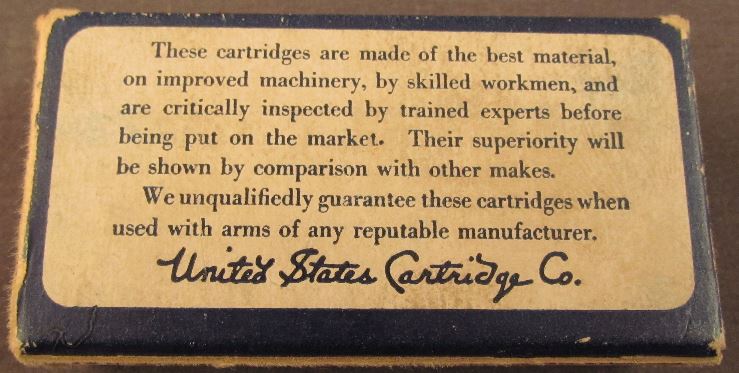 These cartridges are made of the best material,
on improved machinery, by skilled workmen, and
are critically inspected by trained experts before
being put on the market. Their superiority will
be shown by comparison with other makes.
We unqualifiedly guarantee these cartridges when
used with arms of any reputable manufacturer.
United States Cartridge Co.